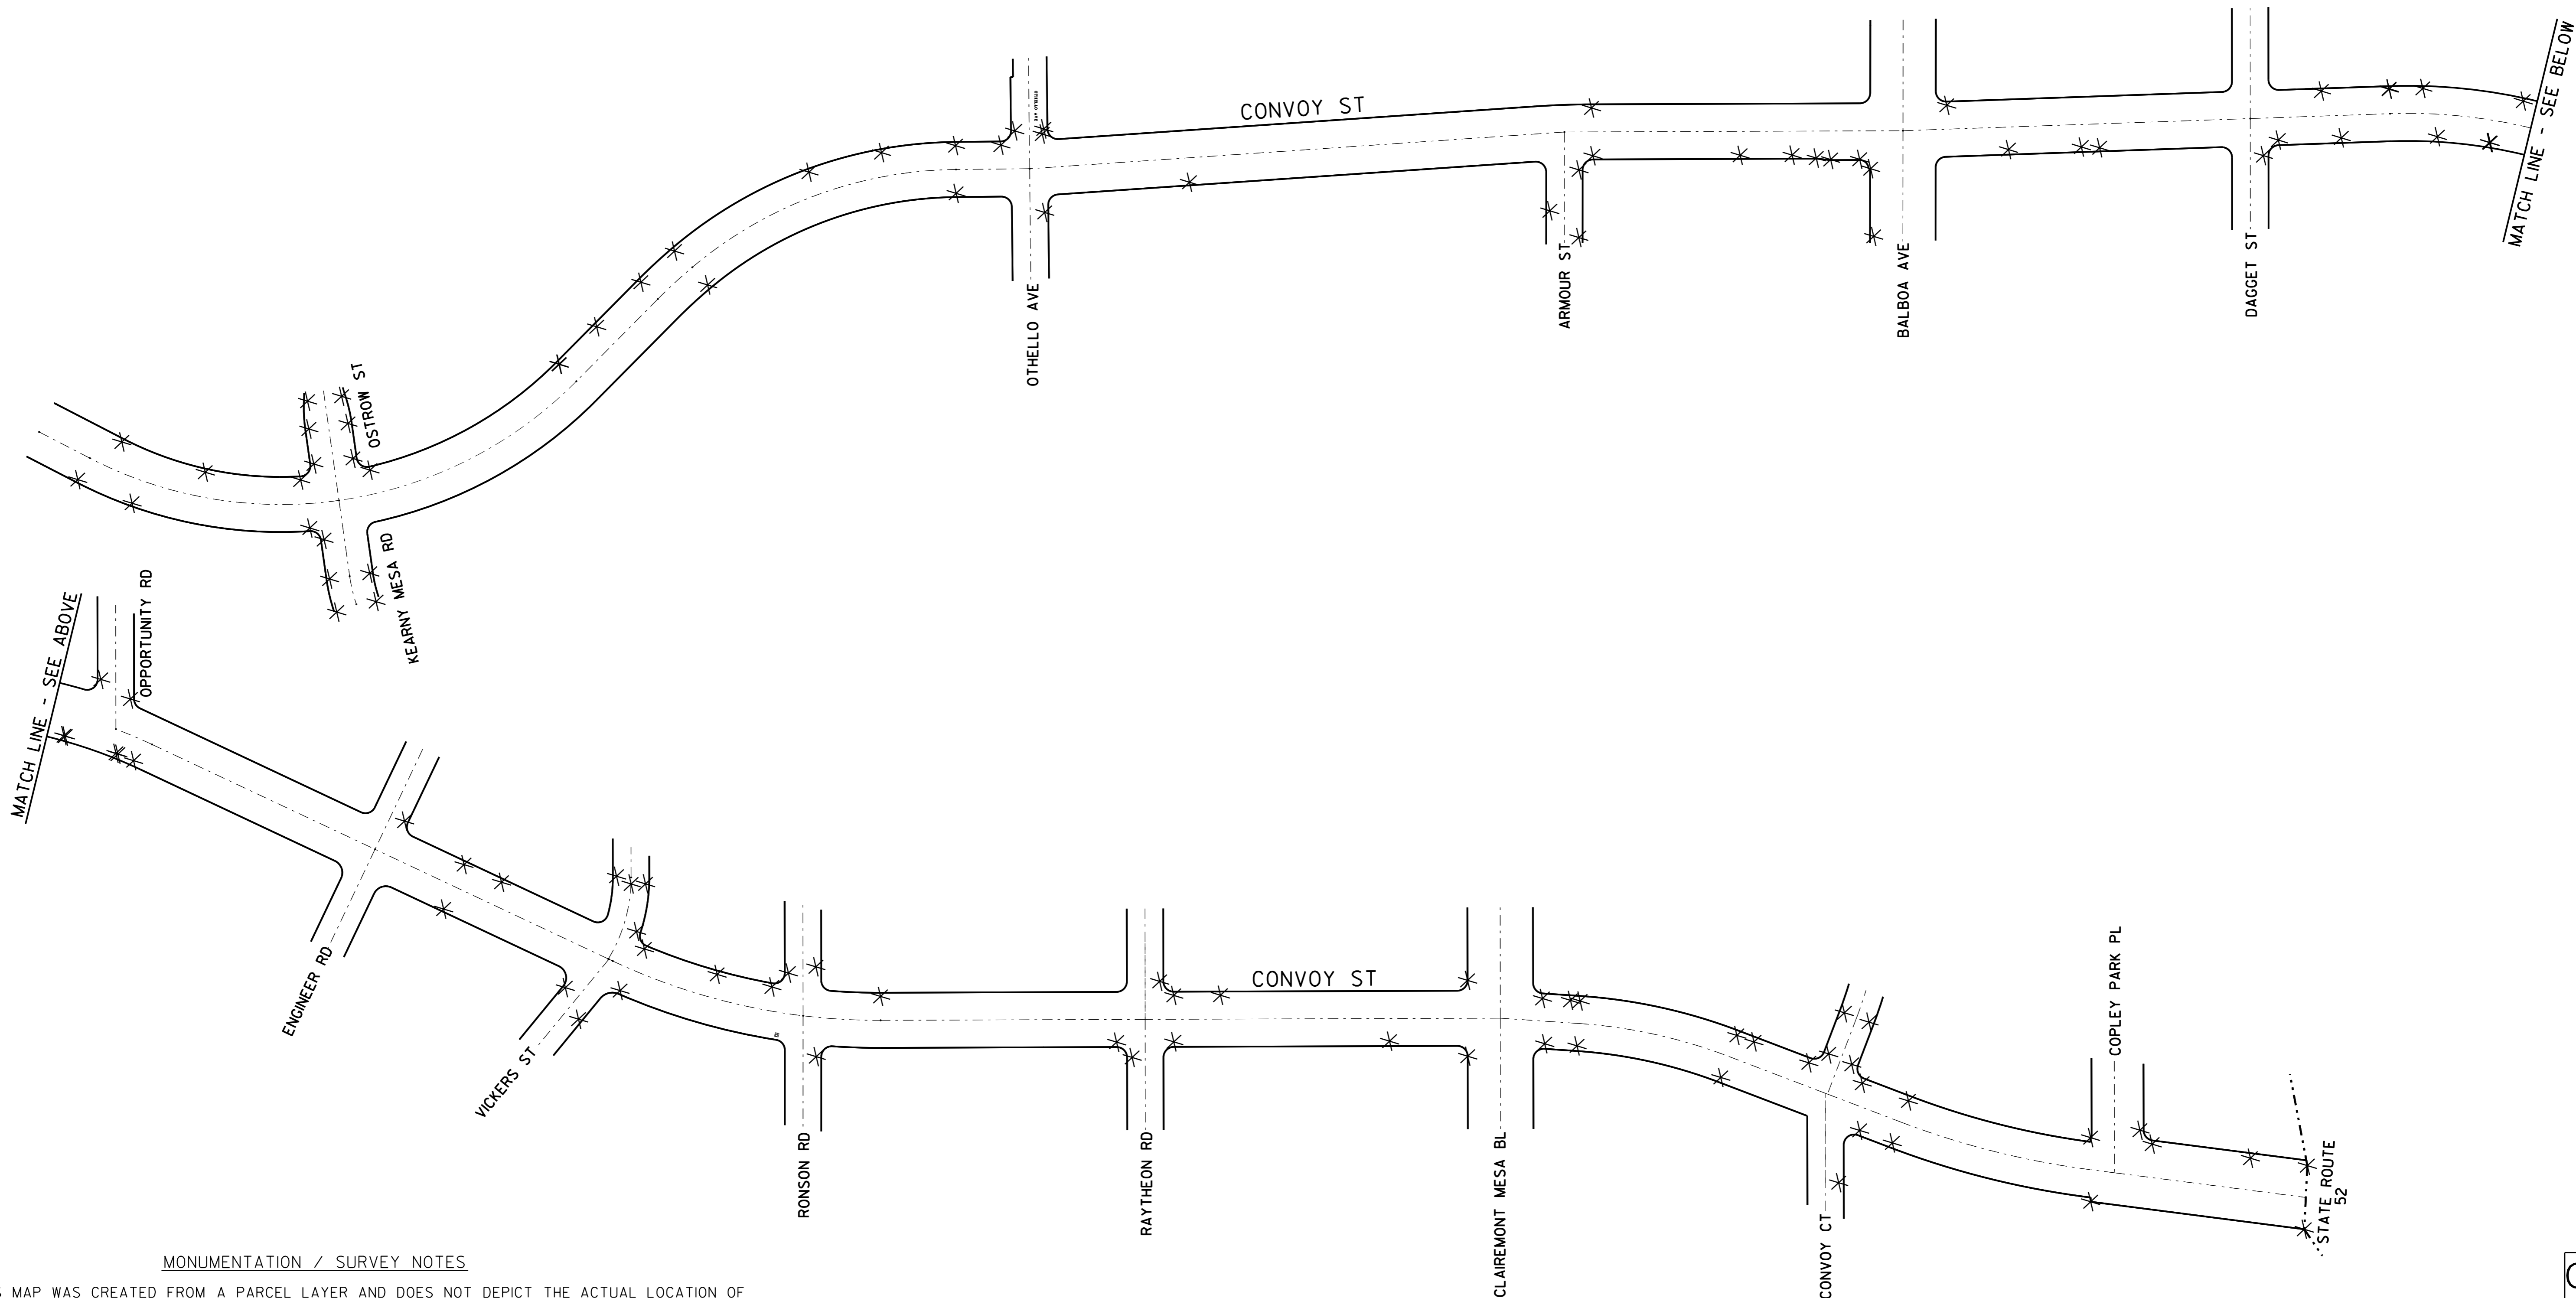 CONVOY ST
MATCH LINE - SEE BELOW
OTHELLO AVE
ARMOUR ST
BALBOA AVE
DAGGET ST
OSTROW ST
KEARNY MESA RD
MATCH LINE - SEE ABOVE
OPPORTUNITY RD
ENGINEER RD
VICKERS ST
RONSON RD
RAYTHEON RD
CONVOY ST
CLAIREMONT MESA BL
CONVOY CT
COPLEY PARK PL
STATE ROUTE
52
MONUMENTATION / SURVEY NOTES
MAP WAS CREATED FROM A PARCEL LAYER AND DOES NOT DEPICT THE ACTUAL LOCATION OF